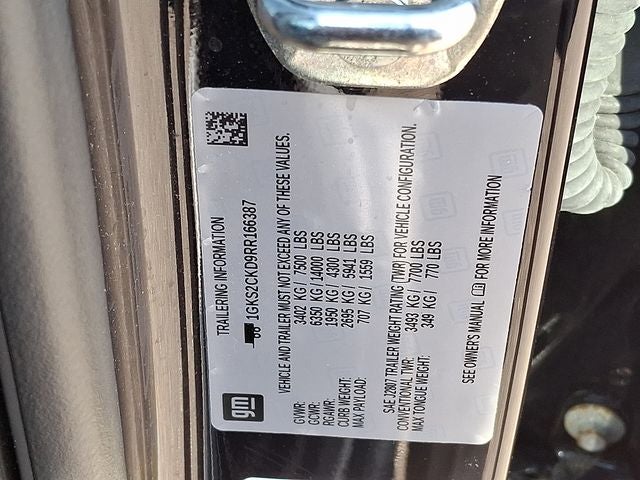 gm
TRAILERING INFORMATION
1GKS2CKD9RR166387
VEHICLE AND TRAILER MUST NOT EXCEED ANY OF THESE VALUES.
GVWR: 3402 KG / 7500 LBS
GCWR: 6350 KG / 14000 LBS
RGAWR: 1950 KG / 4300 LBS
CURB WEIGHT: 2695 KG / 5941 LBS
MAX PAYLOAD: 707 KG / 1559 LBS
SAE J2807 TRAILER WEIGHT RATING (TWR) FOR VEHICLE CONFIGURATION.
CONVENTIONAL TWR: 3493 KG / 7700 LBS
MAX TONGUE WEIGHT: 349 KG / 770 LBS
SEE OWNER'S MANUAL FOR MORE INFORMATION